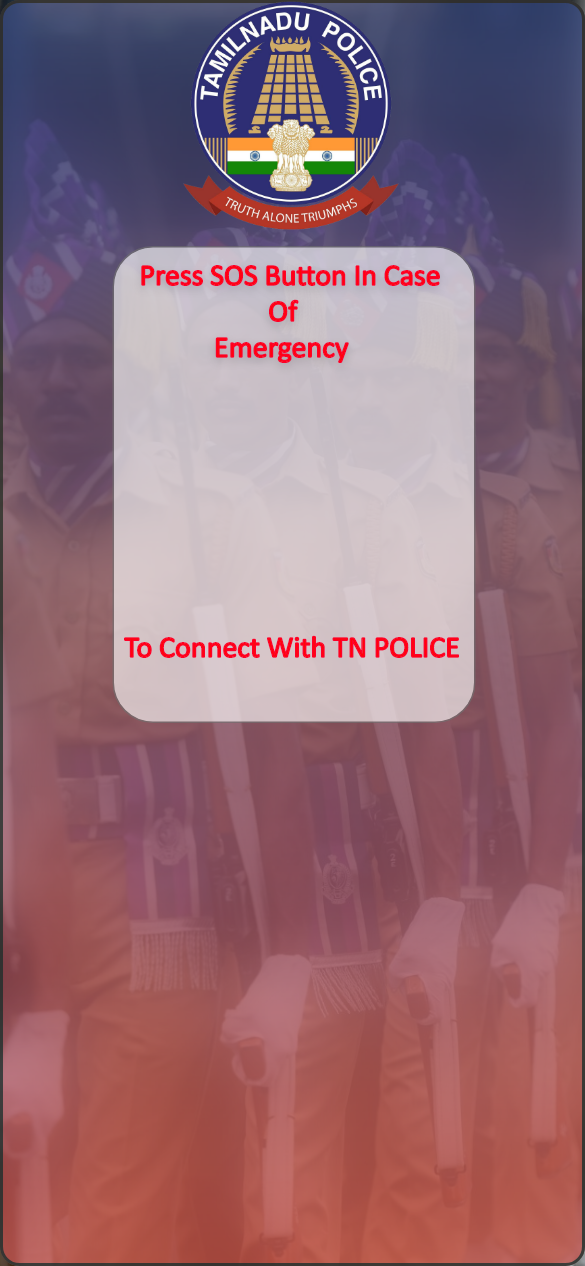 TAMILNADU POLICE
TRUTH ALONE TRIUMPHS
Press SOS Button In Case
Of
Emergency
To Connect With TN POLICE